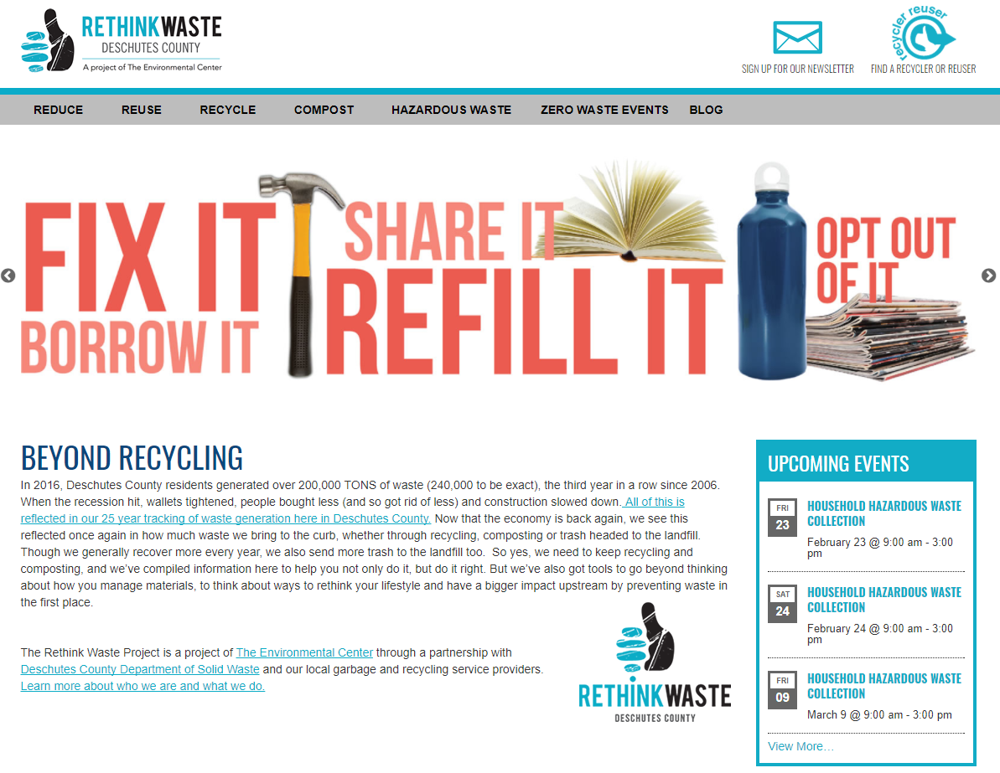 RETHINKWASTE
DESCHUTES COUNTY
A project of The Environmental Center
SIGN UP FOR OUR NEWSLETTER
recycler reuser
FIND A RECYCLER OR REUSER
REDUCE REUSE RECYCLE COMPOST HAZARDOUS WASTE ZERO WASTE EVENTS BLOG
FIX IT
BORROW IT
SHARE IT
REFILL IT
OPT OUT
OF IT
BEYOND RECYCLING
In 2016, Deschutes County residents generated over 200,000 TONS of waste (240,000 to be exact), the third year in a row since 2006.
When the recession hit, wallets tightened, people bought less (and so got rid of less) and construction slowed down. All of this is
reflected in our 25 year tracking of waste generation here in Deschutes County. Now that the economy is back again, we see this
reflected once again in how much waste we bring to the curb, whether through recycling, composting or trash headed to the landfill.
Though we generally recover more every year, we also send more trash to the landfill too.  So yes, we need to keep recycling and
composting, and we've compiled information here to help you not only do it, but do it right. But we've also got tools to go beyond thinking
about how you manage materials, to think about ways to rethink your lifestyle and have a bigger impact upstream by preventing waste in
the first place.
The Rethink Waste Project is a project of The Environmental Center through a partnership with
Deschutes County Department of Solid Waste and our local garbage and recycling service providers.
Learn more about who we are and what we do.
RETHINKWASTE
DESCHUTES COUNTY
UPCOMING EVENTS
FRI
23
HOUSEHOLD HAZARDOUS WASTE
COLLECTION
February 23 @ 9:00 am - 3:00
pm
SAT
24
HOUSEHOLD HAZARDOUS WASTE
COLLECTION
February 24 @ 9:00 am - 3:00
pm
FRI
09
HOUSEHOLD HAZARDOUS WASTE
COLLECTION
March 9 @ 9:00 am - 3:00 pm
View More…